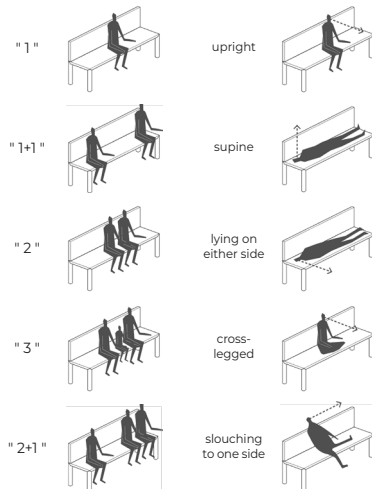 " 1 "
upright
" 1+1 "
supine
" 2 "
lying on
either side
" 3 "
cross-
legged
" 2+1 "
slouching
to one side